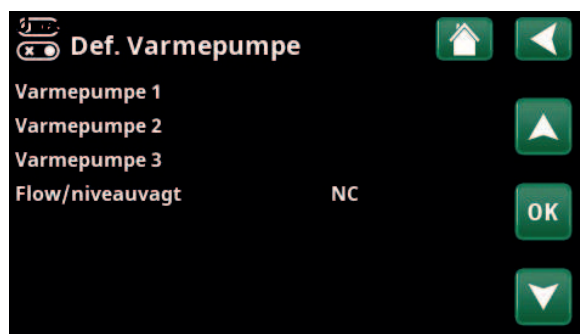 Def. Varmepumpe
Varmepumpe 1
Varmepumpe 2
Varmepumpe 3
Flow/niveauvagt NC
OK